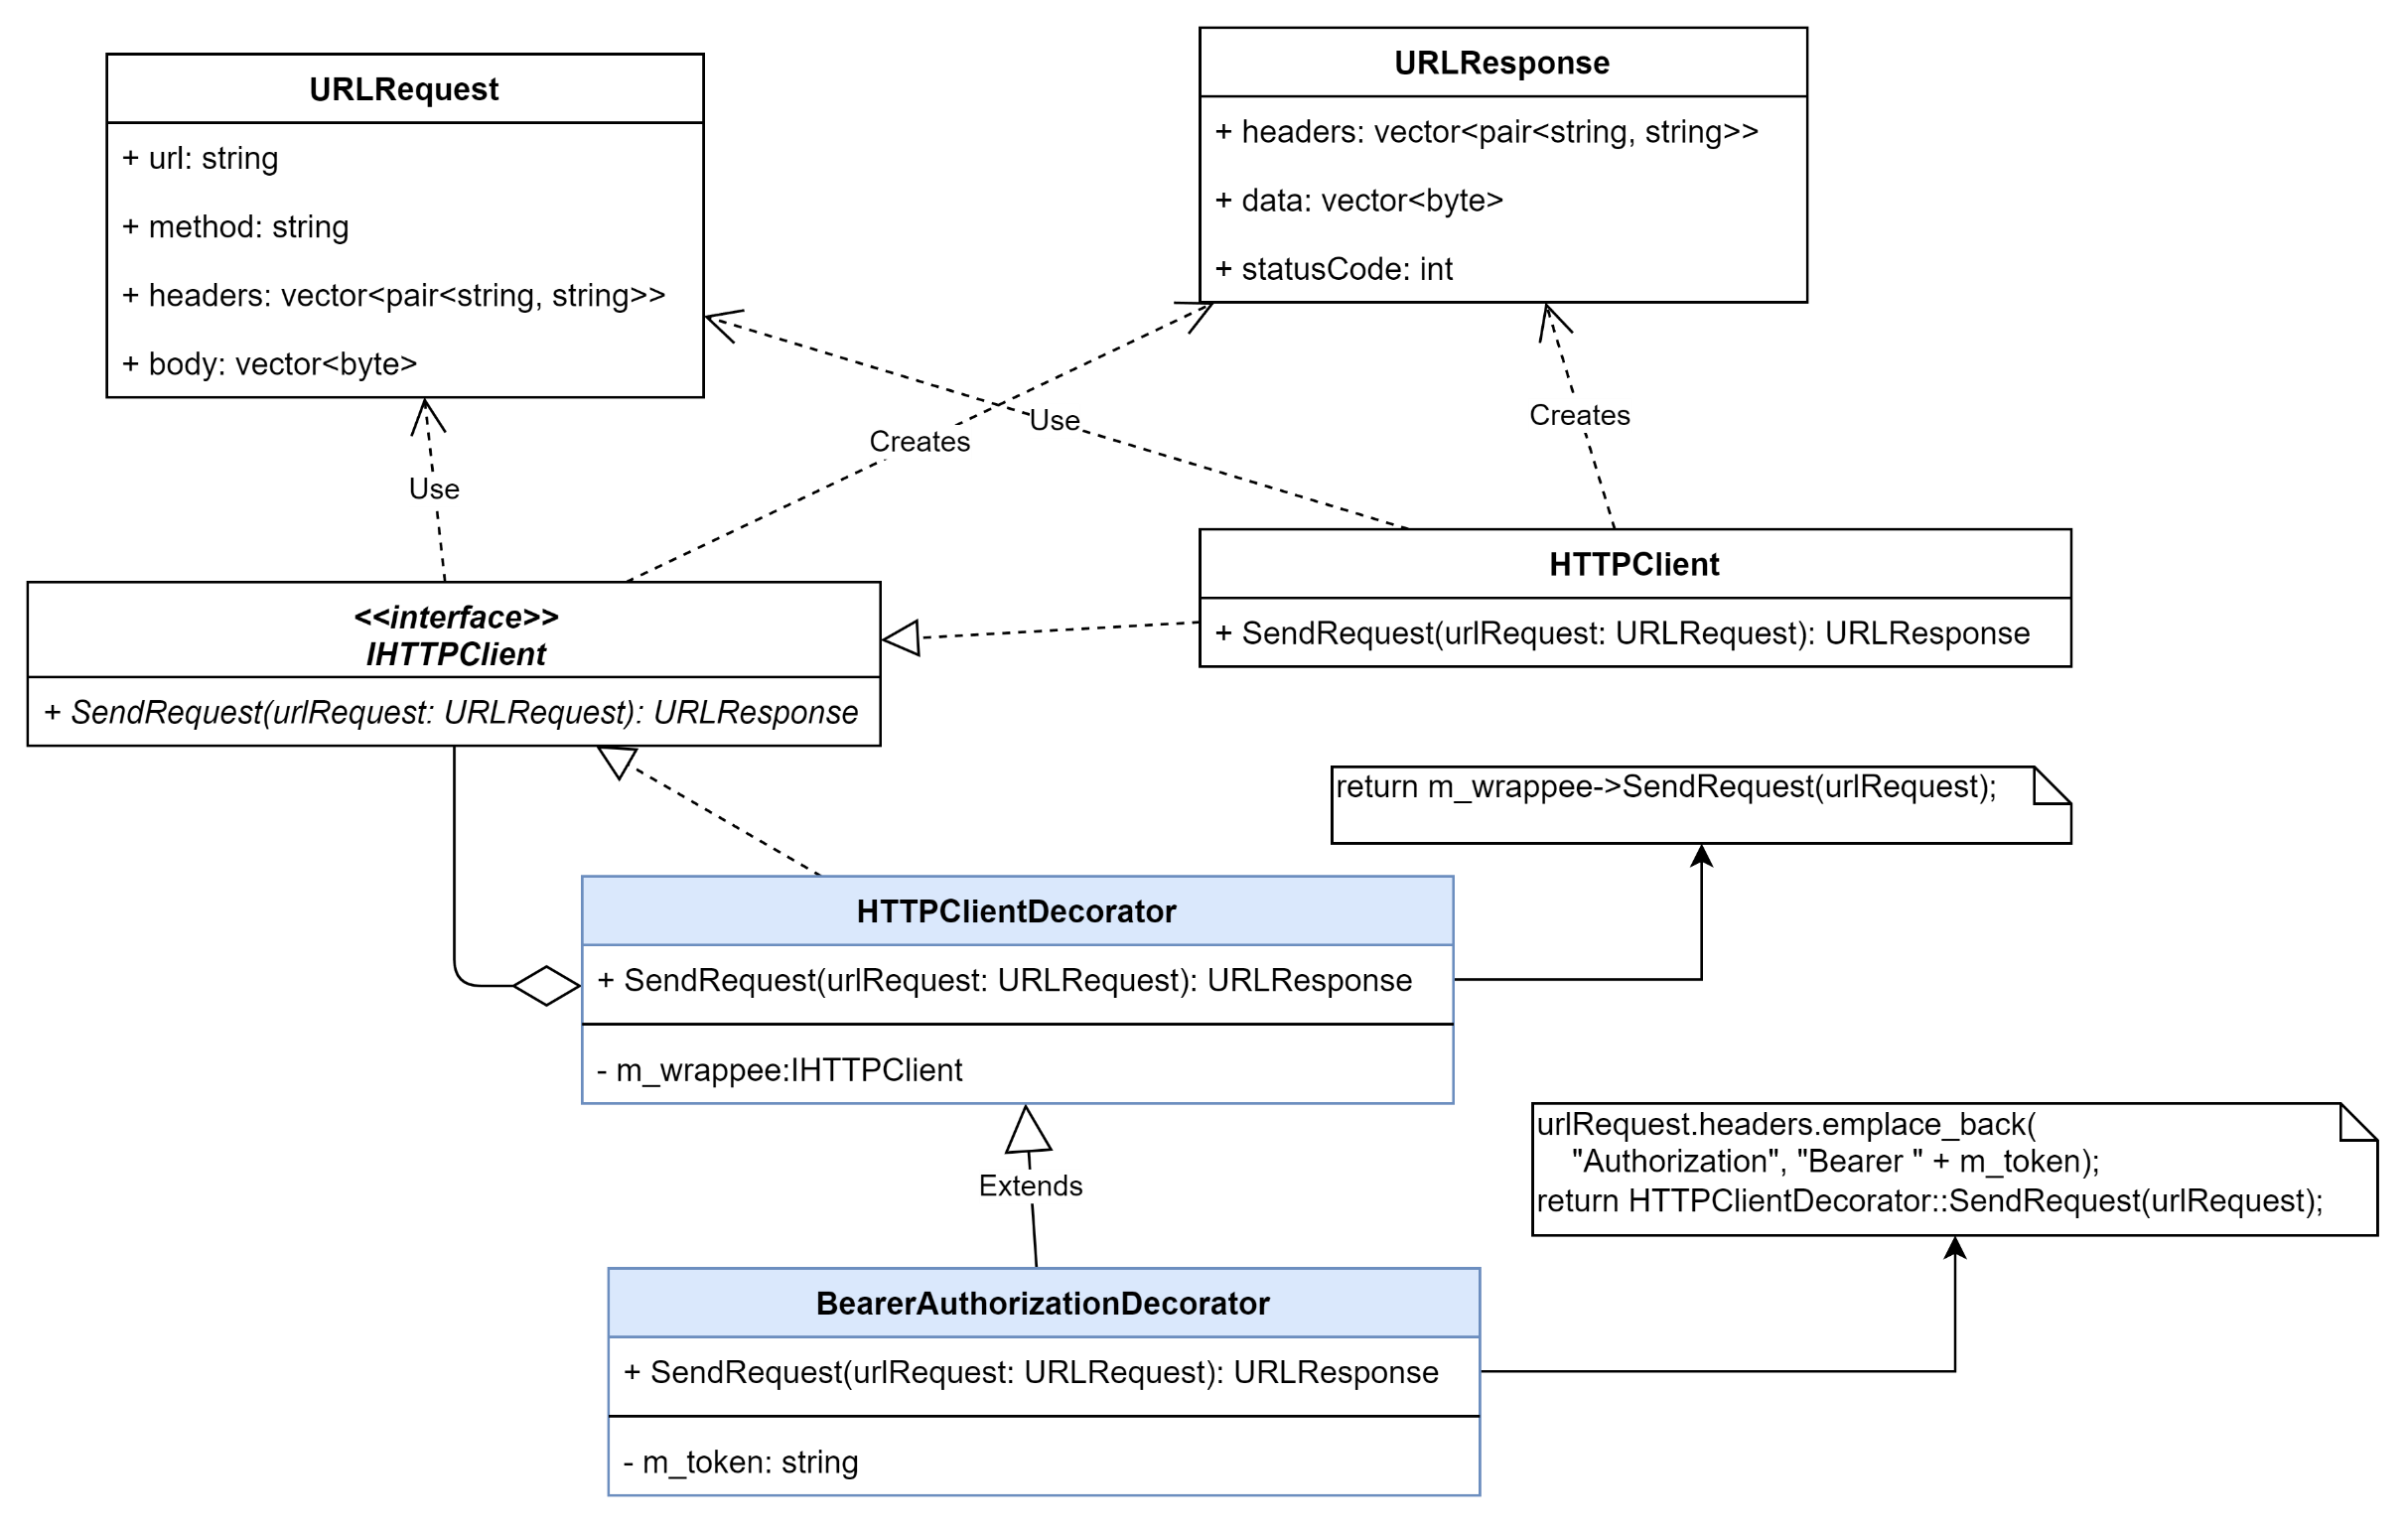 URLRequest
+ url: string
+ method: string
+ headers: vector<pair<string, string>>
+ body: vector<byte>
URLResponse
+ headers: vector<pair<string, string>>
+ data: vector<byte>
+ statusCode: int
Use
Creates
Use
Creates
<<interface>>
IHTTPClient
+ SendRequest(urlRequest: URLRequest): URLResponse
HTTPClient
+ SendRequest(urlRequest: URLRequest): URLResponse
return m_wrappee->SendRequest(urlRequest);
HTTPClientDecorator
+ SendRequest(urlRequest: URLRequest): URLResponse
- m_wrappee:IHTTPClient
Extends
urlRequest.headers.emplace_back(
"Authorization", "Bearer " + m_token);
return HTTPClientDecorator::SendRequest(urlRequest);
BearerAuthorizationDecorator
+ SendRequest(urlRequest: URLRequest): URLResponse
- m_token: string